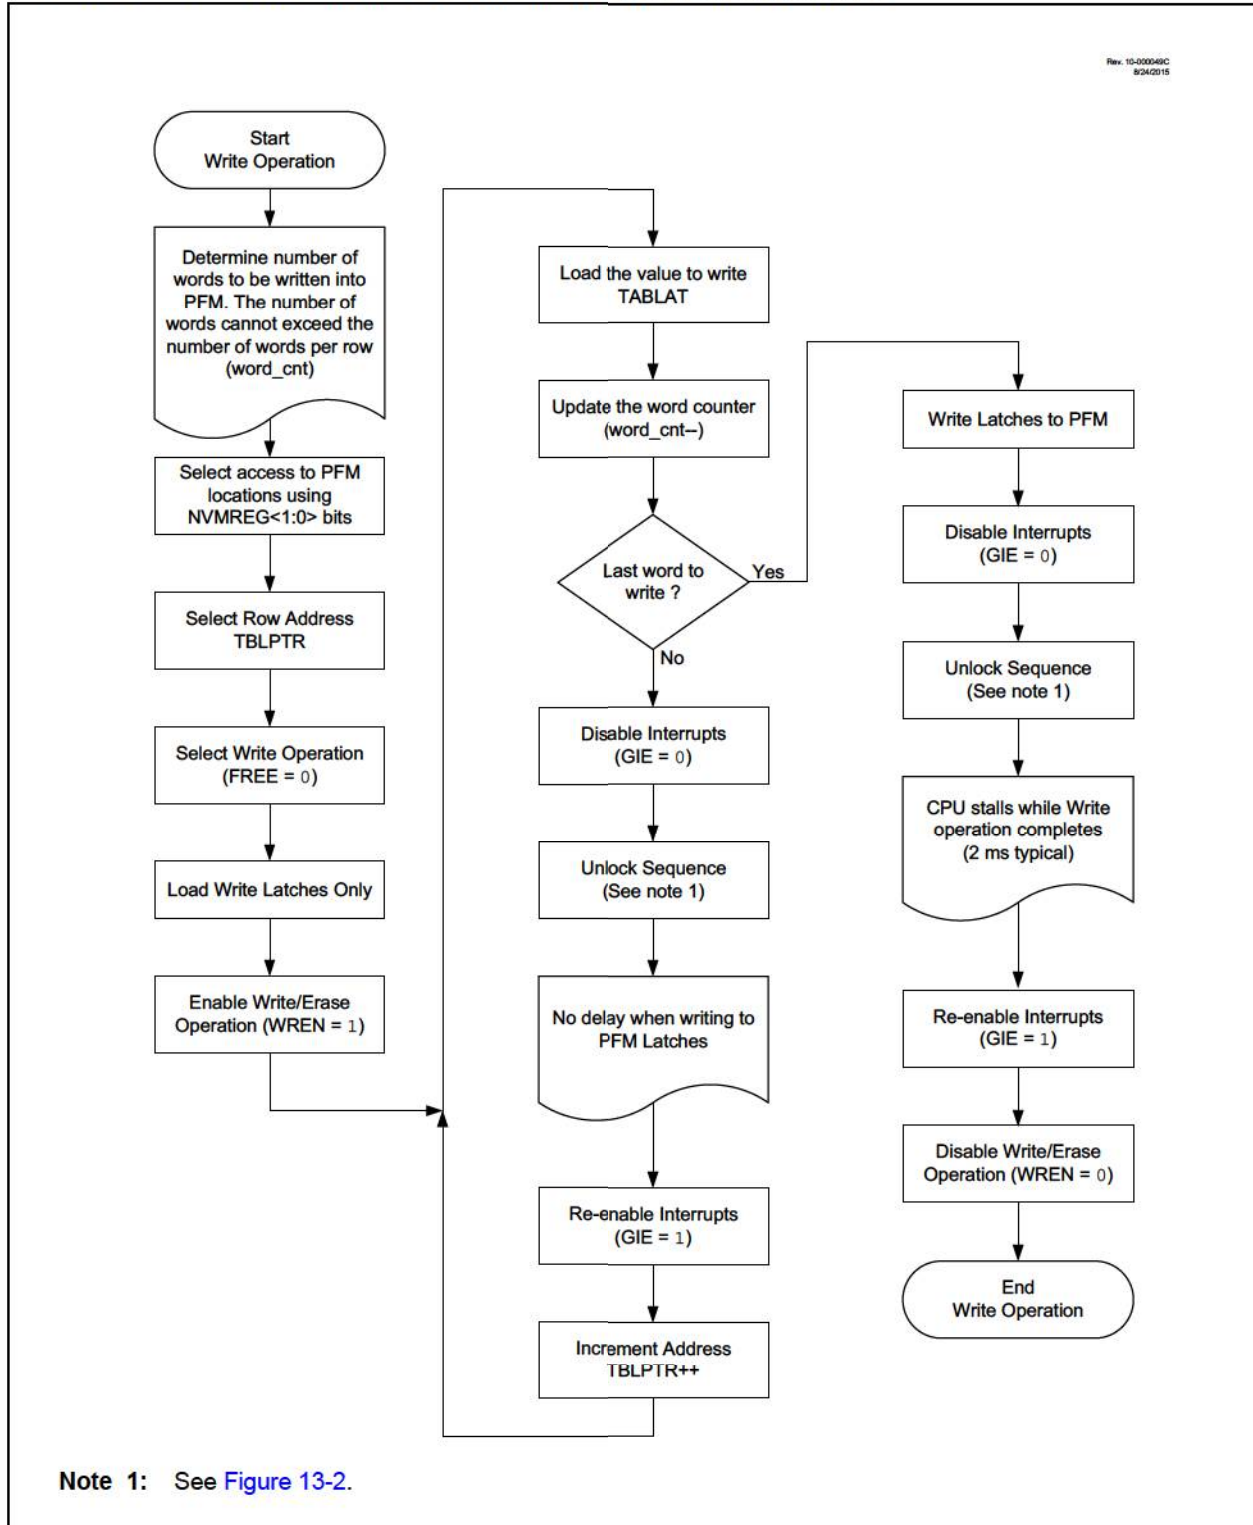 Rev. 10-000049C
8/24/2015
Start
Write Operation
Determine number of
words to be written into
PFM. The number of
words cannot exceed the
number of words per row
(word_cnt)
Select access to PFM
locations using
NVMREG<1:0> bits
Select Row Address
TBLPTR
Select Write Operation
(FREE = 0)
Load Write Latches Only
Enable Write/Erase
Operation (WREN = 1)
Load the value to write
TABLAT
Update the word counter
(word_cnt--)
Last word to
write ?
Yes
No
Disable Interrupts
(GIE = 0)
Unlock Sequence
(See note 1)
No delay when writing to
PFM Latches
Re-enable Interrupts
(GIE = 1)
Increment Address
TBLPTR++
Write Latches to PFM
Disable Interrupts
(GIE = 0)
Unlock Sequence
(See note 1)
CPU stalls while Write
operation completes
(2 ms typical)
Re-enable Interrupts
(GIE = 1)
Disable Write/Erase
Operation (WREN = 0)
End
Write Operation
Note 1: See Figure 13-2.